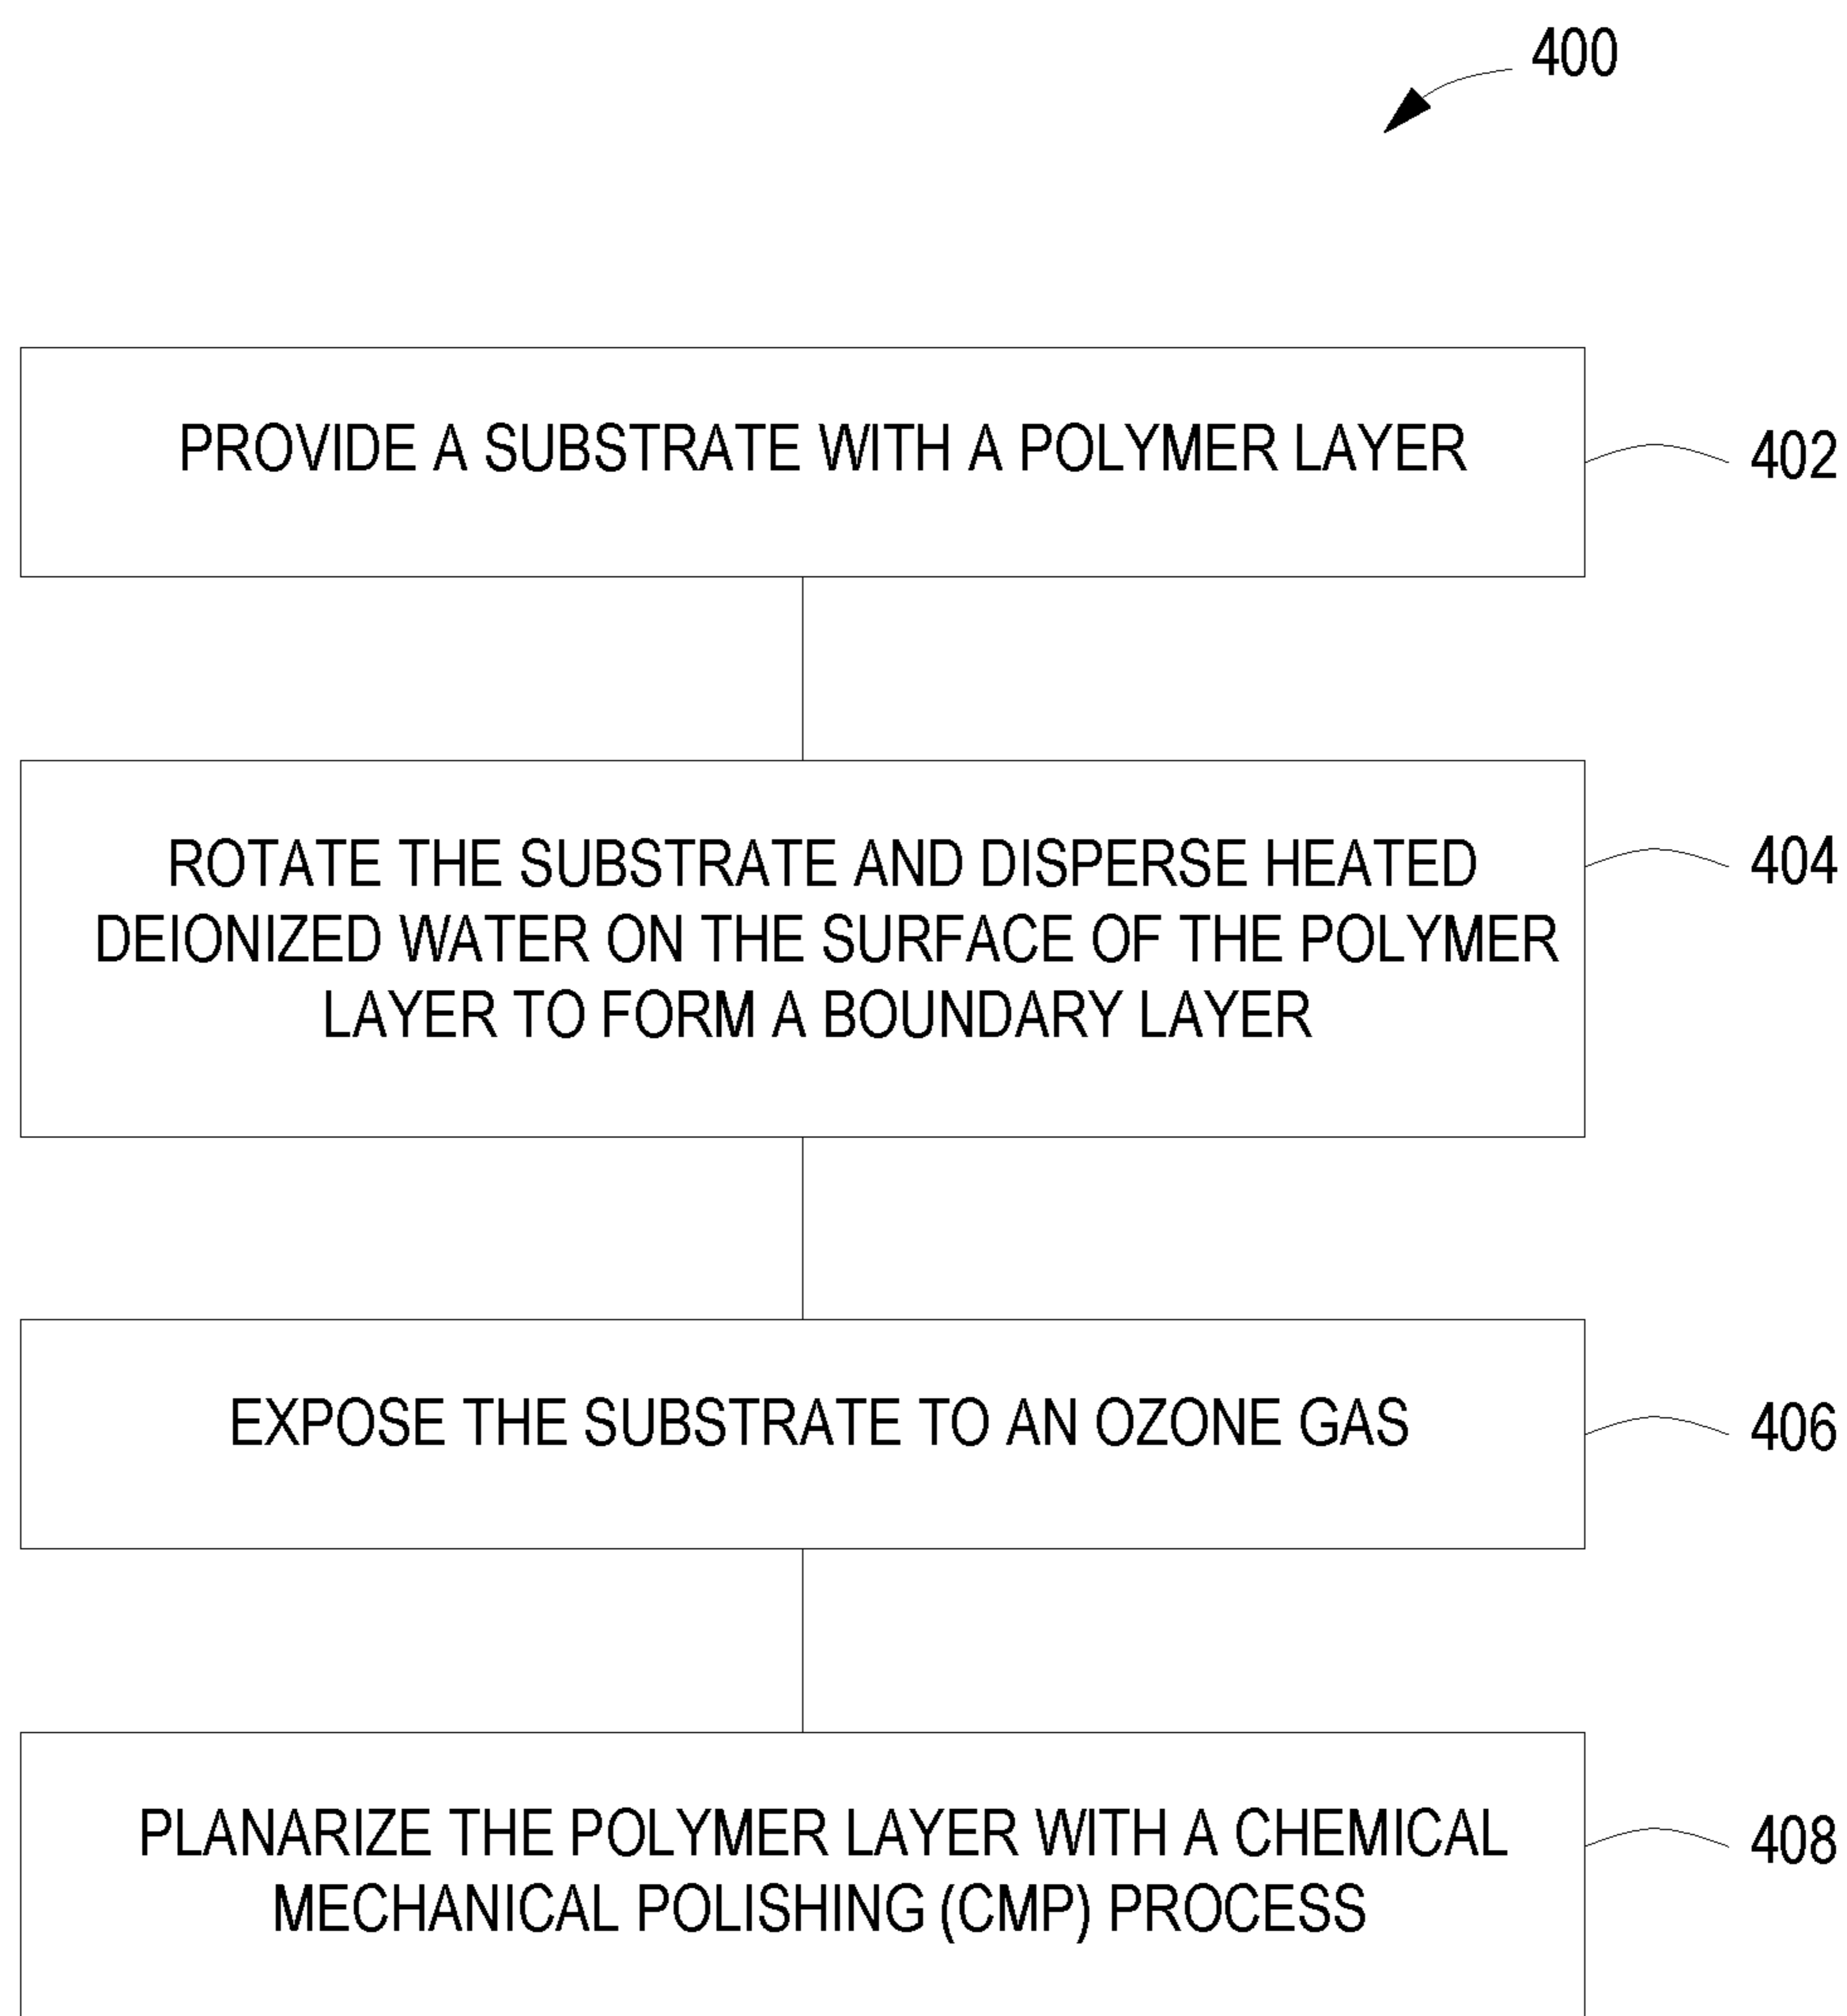 400
PROVIDE A SUBSTRATE WITH A POLYMER LAYER
402
ROTATE THE SUBSTRATE AND DISPERSE HEATED
DEIONIZED WATER ON THE SURFACE OF THE POLYMER
LAYER TO FORM A BOUNDARY LAYER
404
EXPOSE THE SUBSTRATE TO AN OZONE GAS
406
PLANARIZE THE POLYMER LAYER WITH A CHEMICAL
MECHANICAL POLISHING (CMP) PROCESS
408